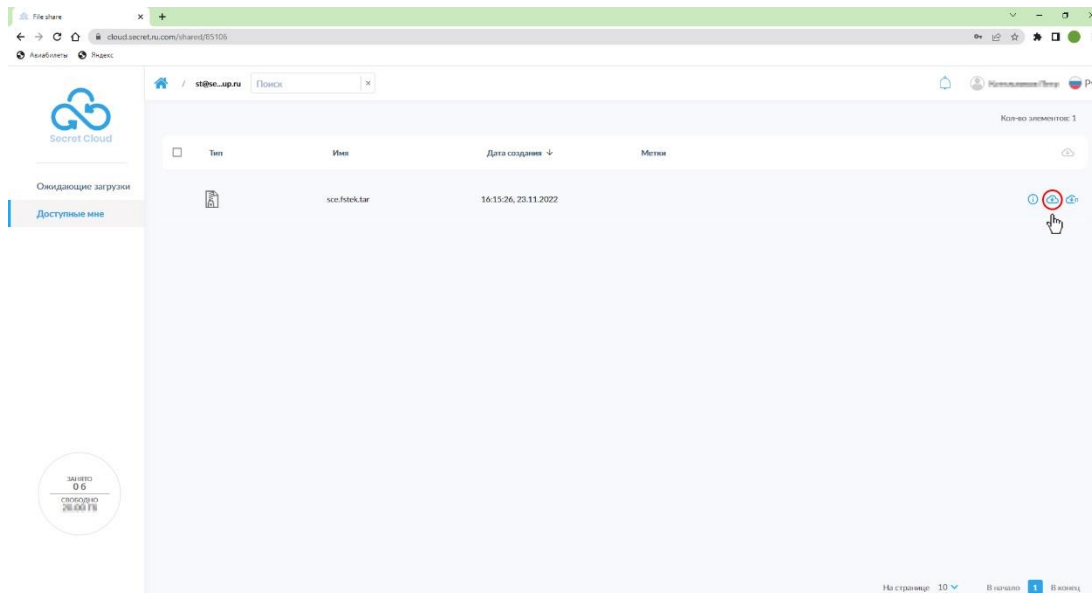 File share
cloud.secret.ru.com/shared/85106
Авиабилеты Яндекс
Secret Cloud
/ st@se...up.ru Поиск
Кол-во элементов: 1
Тип Имя Дата создания Метки
Ожидающие загрузки
sce.fstek.tar 16:15:26, 23.11.2022
Доступные мне
ЗАНЯТО
0 б
СВОБОДНО
На странице 10 В начало 1 В конец